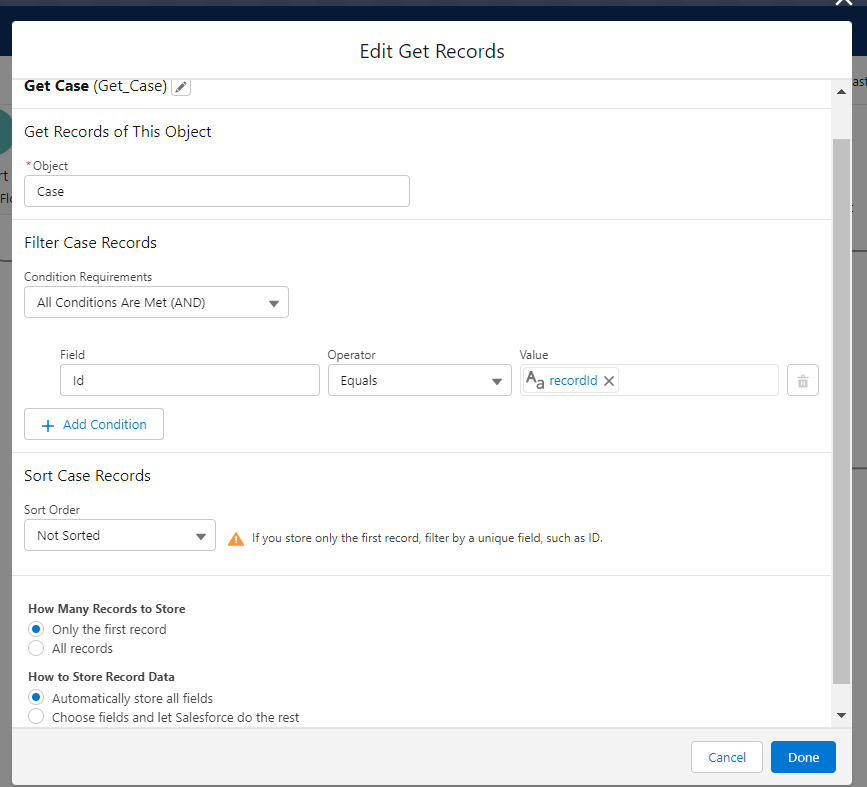 Edit Get Records
Get Case (Get_Case)
Get Records of This Object
*Object
Case
Filter Case Records
Condition Requirements
All Conditions Are Met (AND)
Field Operator Value
Id Equals Aa recordId
+ Add Condition
Sort Case Records
Sort Order
Not Sorted If you store only the first record, filter by a unique field, such as ID.
How Many Records to Store
Only the first record
All records
How to Store Record Data
Automatically store all fields
Choose fields and let Salesforce do the rest
Cancel Done